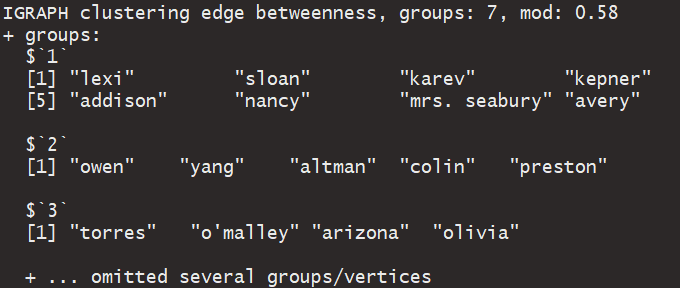 IGRAPH clustering edge betweenness, groups: 7, mod: 0.58
+ groups:
  $`1`
  [1] "lexi"         "sloan"        "karev"        "kepner"
  [5] "addison"      "nancy"        "mrs. seabury" "avery"

  $`2`
  [1] "owen"    "yang"    "altman"  "colin"   "preston"

  $`3`
  [1] "torres"   "o'malley" "arizona"  "olivia"

  + ... omitted several groups/vertices